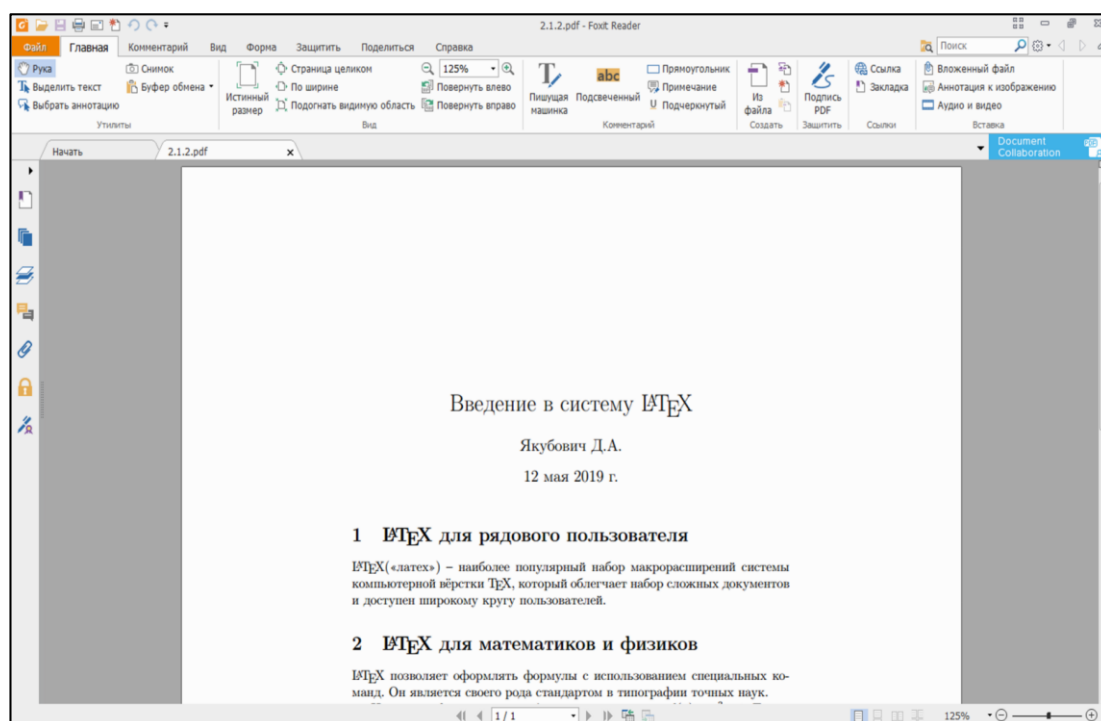 2.1.2.pdf - Foxit Reader
Файл Главная Комментарий Вид Форма Защитить Поделиться Справка Поиск
Рука
Выделить текст
Выбрать аннотацию
Снимок
Буфер обмена
Утилиты
Истинный размер
Страница целиком
По ширине
Подогнать видимую область
125%
Повернуть влево
Повернуть вправо
Вид
Пишущая машинка
abc
Подсвеченный
Прямоугольник
Примечание
Подчеркнутый
Комментарий
Из файла
Создать
Подпись PDF
Защитить
Ссылка
Закладка
Ссылки
Вложенный файл
Аннотация к изображению
Аудио и видео
Вставка
Начать 2.1.2.pdf
Document
Collaboration
Введение в систему LATEX
Якубович Д.А.
12 мая 2019 г.
1 LATEX для рядового пользователя
LATEX(«латех») – наиболее популярный набор макрорасширений системы
компьютерной вёрстки TEX, который облегчает набор сложных документов
и доступен широкому кругу пользователей.
2 LATEX для математиков и физиков
LATEX позволяет оформлять формулы с использованием специальных ко-
манд. Он является своего рода стандартом в типографии точных наук.
1 / 1 125%